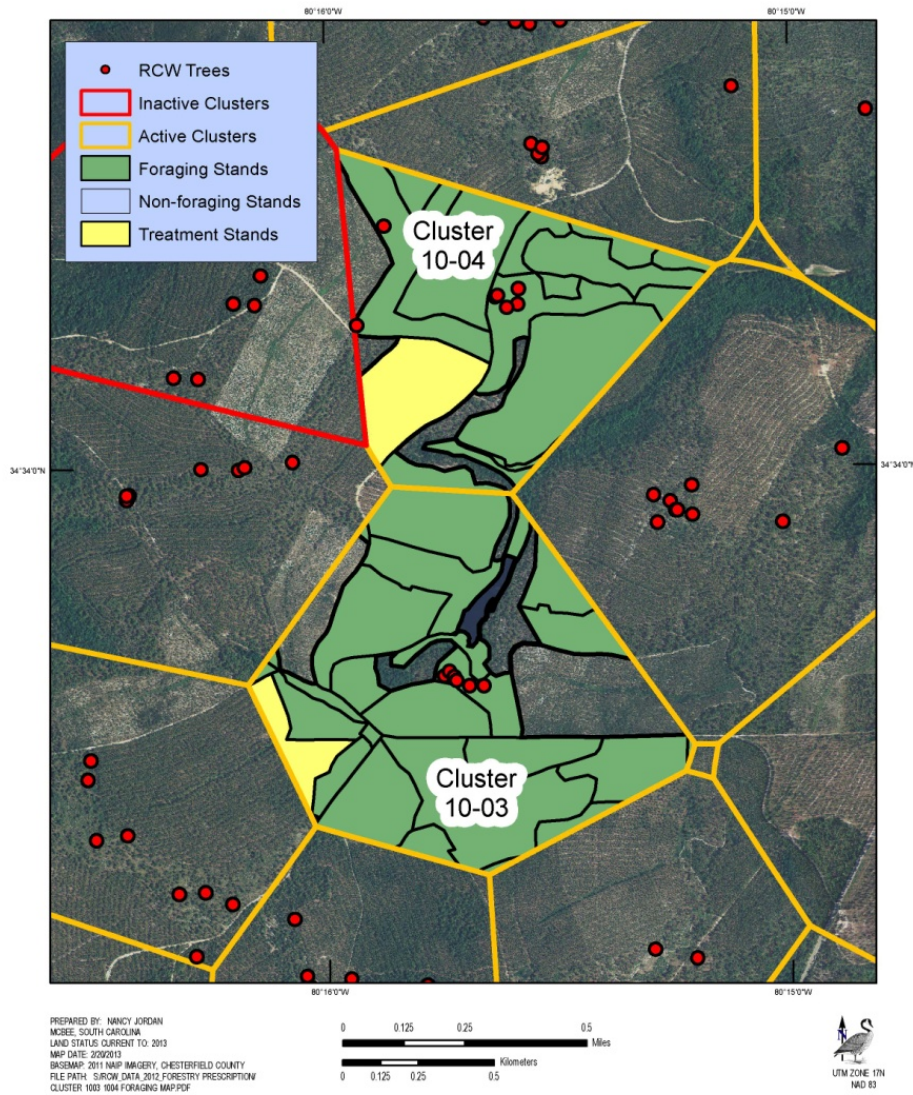 80°16'0"W 80°15'0"W
RCW Trees
Inactive Clusters
Active Clusters
Foraging Stands
Non-foraging Stands
Treatment Stands
Cluster
10-04
34°34'0"N 34°34'0"N
Cluster
10-03
80°16'0"W 80°15'0"W
PREPARED BY: NANCY JORDAN
MCBEE, SOUTH CAROLINA
LAND STATUS CURRENT TO: 2013
MAP DATE: 2/20/2013
BASEMAP: 2011 NAIP IMAGERY, CHESTERFIELD COUNTY
FILE PATH: S:/RCW_DATA_2012_FORESTRY PRESCRIPTION/
CLUSTER 1003 1004 FORAGING MAP.PDF
0 0.125 0.25 0.5
Miles
Kilometers
0 0.125 0.25 0.5
N
UTM ZONE 17N
NAD 83